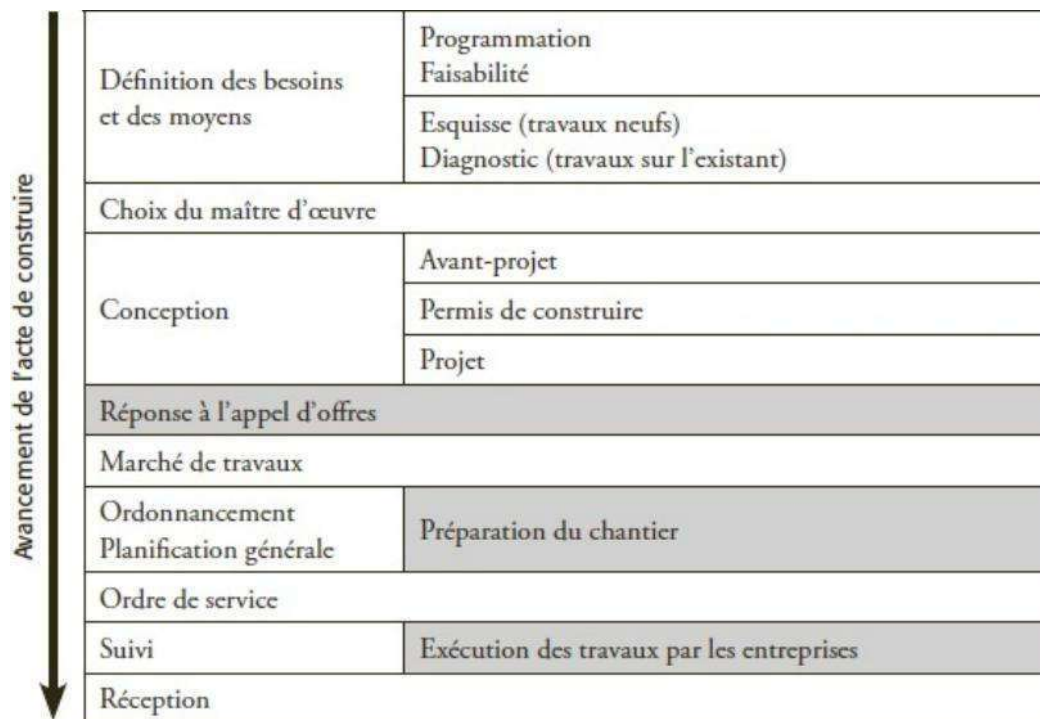 Avancement de l'acte de construire
Définition des besoins
et des moyens
Programmation
Faisabilité
Esquisse (travaux neufs)
Diagnostic (travaux sur l'existant)
Choix du maître d'œuvre
Conception
Avant-projet
Permis de construire
Projet
Réponse à l'appel d'offres
Marché de travaux
Ordonnancement
Planification générale
Préparation du chantier
Ordre de service
Suivi
Exécution des travaux par les entreprises
Réception